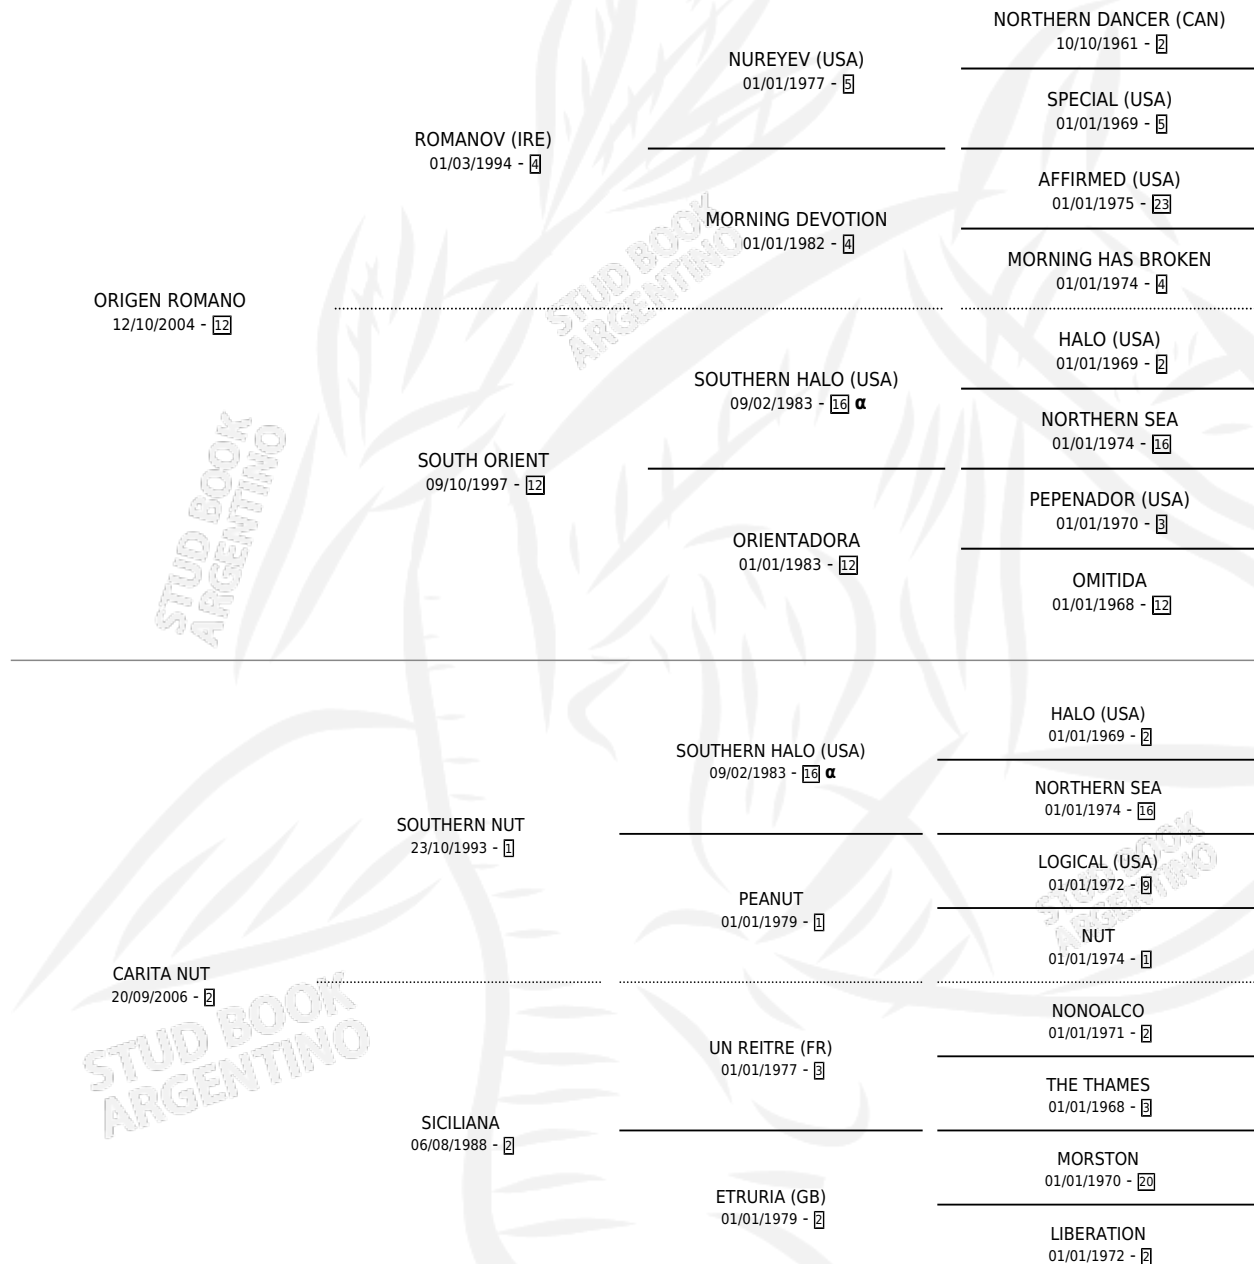 NORTHERN DANCER (CAN)
10/10/1961 - 2
NUREYEV (USA)
01/01/1977 - 5
SPECIAL (USA)
01/01/1969 - 5
ROMANOV (IRE)
01/03/1994 - 4
AFFIRMED (USA)
01/01/1975 - 23
MORNING DEVOTION
01/01/1982 - 4
MORNING HAS BROKEN
01/01/1974 - 4
ORIGEN ROMANO
12/10/2004 - 12
STUD BOOK
ARGENTINO
HALO (USA)
01/01/1969 - 2
SOUTHERN HALO (USA)
09/02/1983 - 16 α
NORTHERN SEA
01/01/1974 - 16
SOUTH ORIENT
09/10/1997 - 12
PEPENADOR (USA)
01/01/1970 - 3
ORIENTADORA
01/01/1983 - 12
OMITIDA
01/01/1968 - 12
STUD BOOK
ARGENTINO
HALO (USA)
01/01/1969 - 2
SOUTHERN HALO (USA)
09/02/1983 - 16 α
NORTHERN SEA
01/01/1974 - 16
SOUTHERN NUT
23/10/1993 - 1
LOGICAL (USA)
01/01/1972 - 9
STUD BOOK
ARGENTINO
PEANUT
01/01/1979 - 1
NUT
01/01/1974 - 1
CARITA NUT
20/09/2006 - 2
STUD BOOK
ARGENTINO
NONOALCO
01/01/1971 - 2
UN REITRE (FR)
01/01/1977 - 3
THE THAMES
01/01/1968 - 3
SICILIANA
06/08/1988 - 2
MORSTON
01/01/1970 - 20
ETRURIA (GB)
01/01/1979 - 2
LIBERATION
01/01/1972 - 2